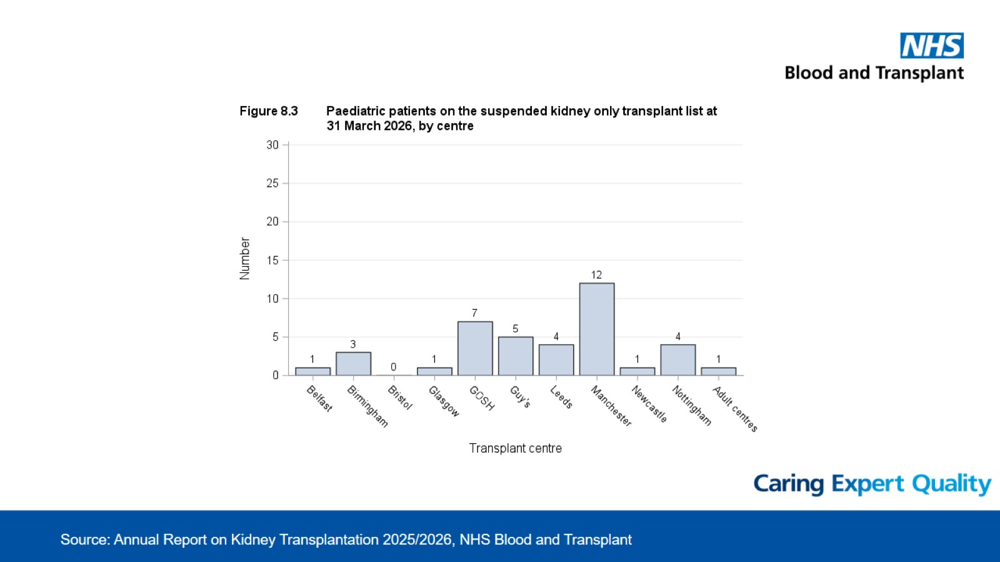 NHS
Blood and Transplant
Figure 8.3 Paediatric patients on the suspended kidney only transplant list at
31 March 2026, by centre
30
25
20
15
10
5
0
Number
1
3
0
1
7
5
4
12
1
4
1
Belfast
Birmingham
Bristol
Glasgow
GOSH
Guy's
Leeds
Manchester
Newcastle
Nottingham
Adult centres
Transplant centre
Caring Expert Quality
Source: Annual Report on Kidney Transplantation 2025/2026, NHS Blood and Transplant